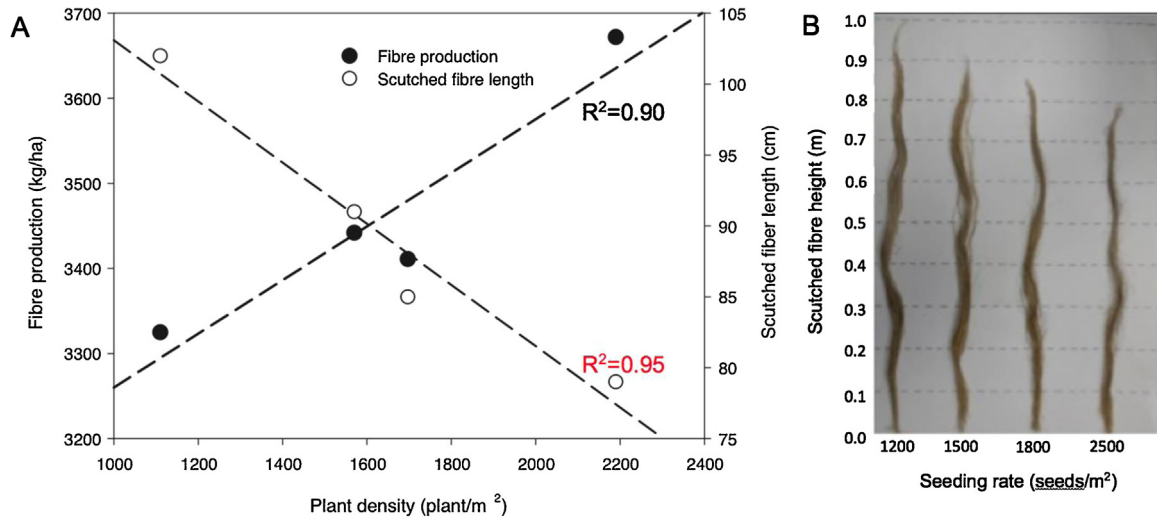 A
Fibre production (kg/ha)
3700
3600
3500
3400
3300
3200
Fibre production
Scutched fibre length
R²=0.90
R²=0.95
105
100
95
90
85
80
75
Scutched fiber length (cm)
1000 1200 1400 1600 1800 2000 2200 2400
Plant density (plant/m ²)
B
Scutched fibre height (m)
1.0
0.9
0.8
0.7
0.6
0.5
0.4
0.3
0.2
0.1
0.0
1200 1500 1800 2500
Seeding rate (seeds/m²)